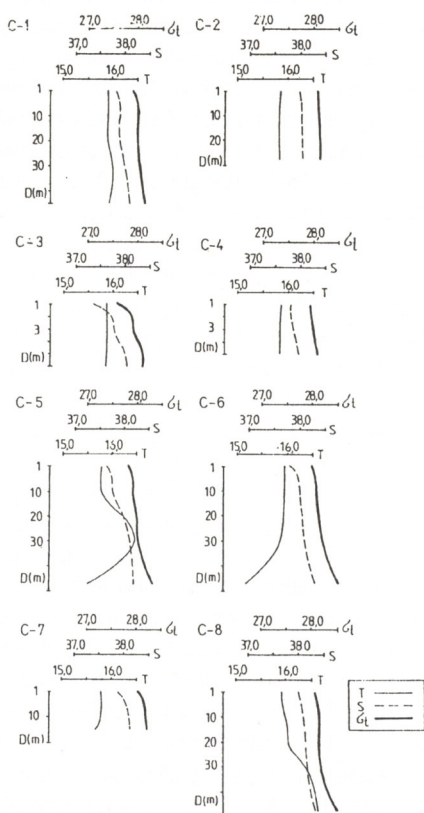 C-1
27,0 28,0 σt
37,0 38,0 S
15,0 16,0 T
1
10
20
30
D(m)
C-2
27,0 28,0 σt
37,0 38,0 S
15,0 16,0 T
1
10
20
D(m)
C-3
27,0 28,0 σt
37,0 38,0 S
15,0 16,0 T
1
3
D(m)
C-4
27,0 28,0 σt
37,0 38,0 S
15,0 16,0 T
1
3
D(m)
C-5
27,0 28,0 σt
37,0 38,0 S
15,0 16,0 T
1
10
20
30
D(m)
C-6
27,0 28,0 σt
37,0 38,0 S
15,0 16,0 T
1
10
20
30
D(m)
C-7
27,0 28,0 σt
37,0 38,0 S
15,0 16,0 T
1
10
D(m)
C-8
27,0 28,0 σt
37,0 38,0 S
15,0 16,0 T
1
10
20
30
D(m)
T
S
σt